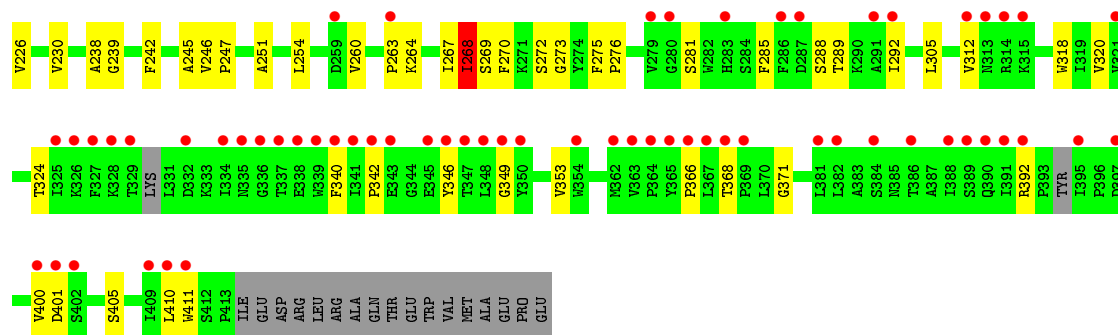 V226 V230 A238 G239 F242 A245 V246 P247 A251 L254 D259 V260 P263 K264 I267 I268 S269 F270 K271 S272 G273 Y274 F275 P276 V279 G280 S281 W282 H283 S284 F285 F286 D287 S288 T289 K290 A291 I292 L305 V312 N313 R314 K315 W318 I319 V320 V321
T324 I325 K326 F327 K328 T329 LYS L331 D332 K333 I334 N335 G336 T337 E338 W339 F340 I341 P342 E343 G344 E345 Y346 T347 L348 G349 Y350 V353 W354 M362 V363 P364 Y365 P366 L367 T368 P369 L370 G371 L381 L382 A383 S384 N385 T386 A387 I388 S389 Q390 I391 R392 P393 TYR I395 P396
V400 D401 S402 S405 I409 L410 W411 S412 P413 ILE GLU ASP ARG LEU ARG ALA GLN THR GLU TRP VAL MET ALA GLU PRO GLU